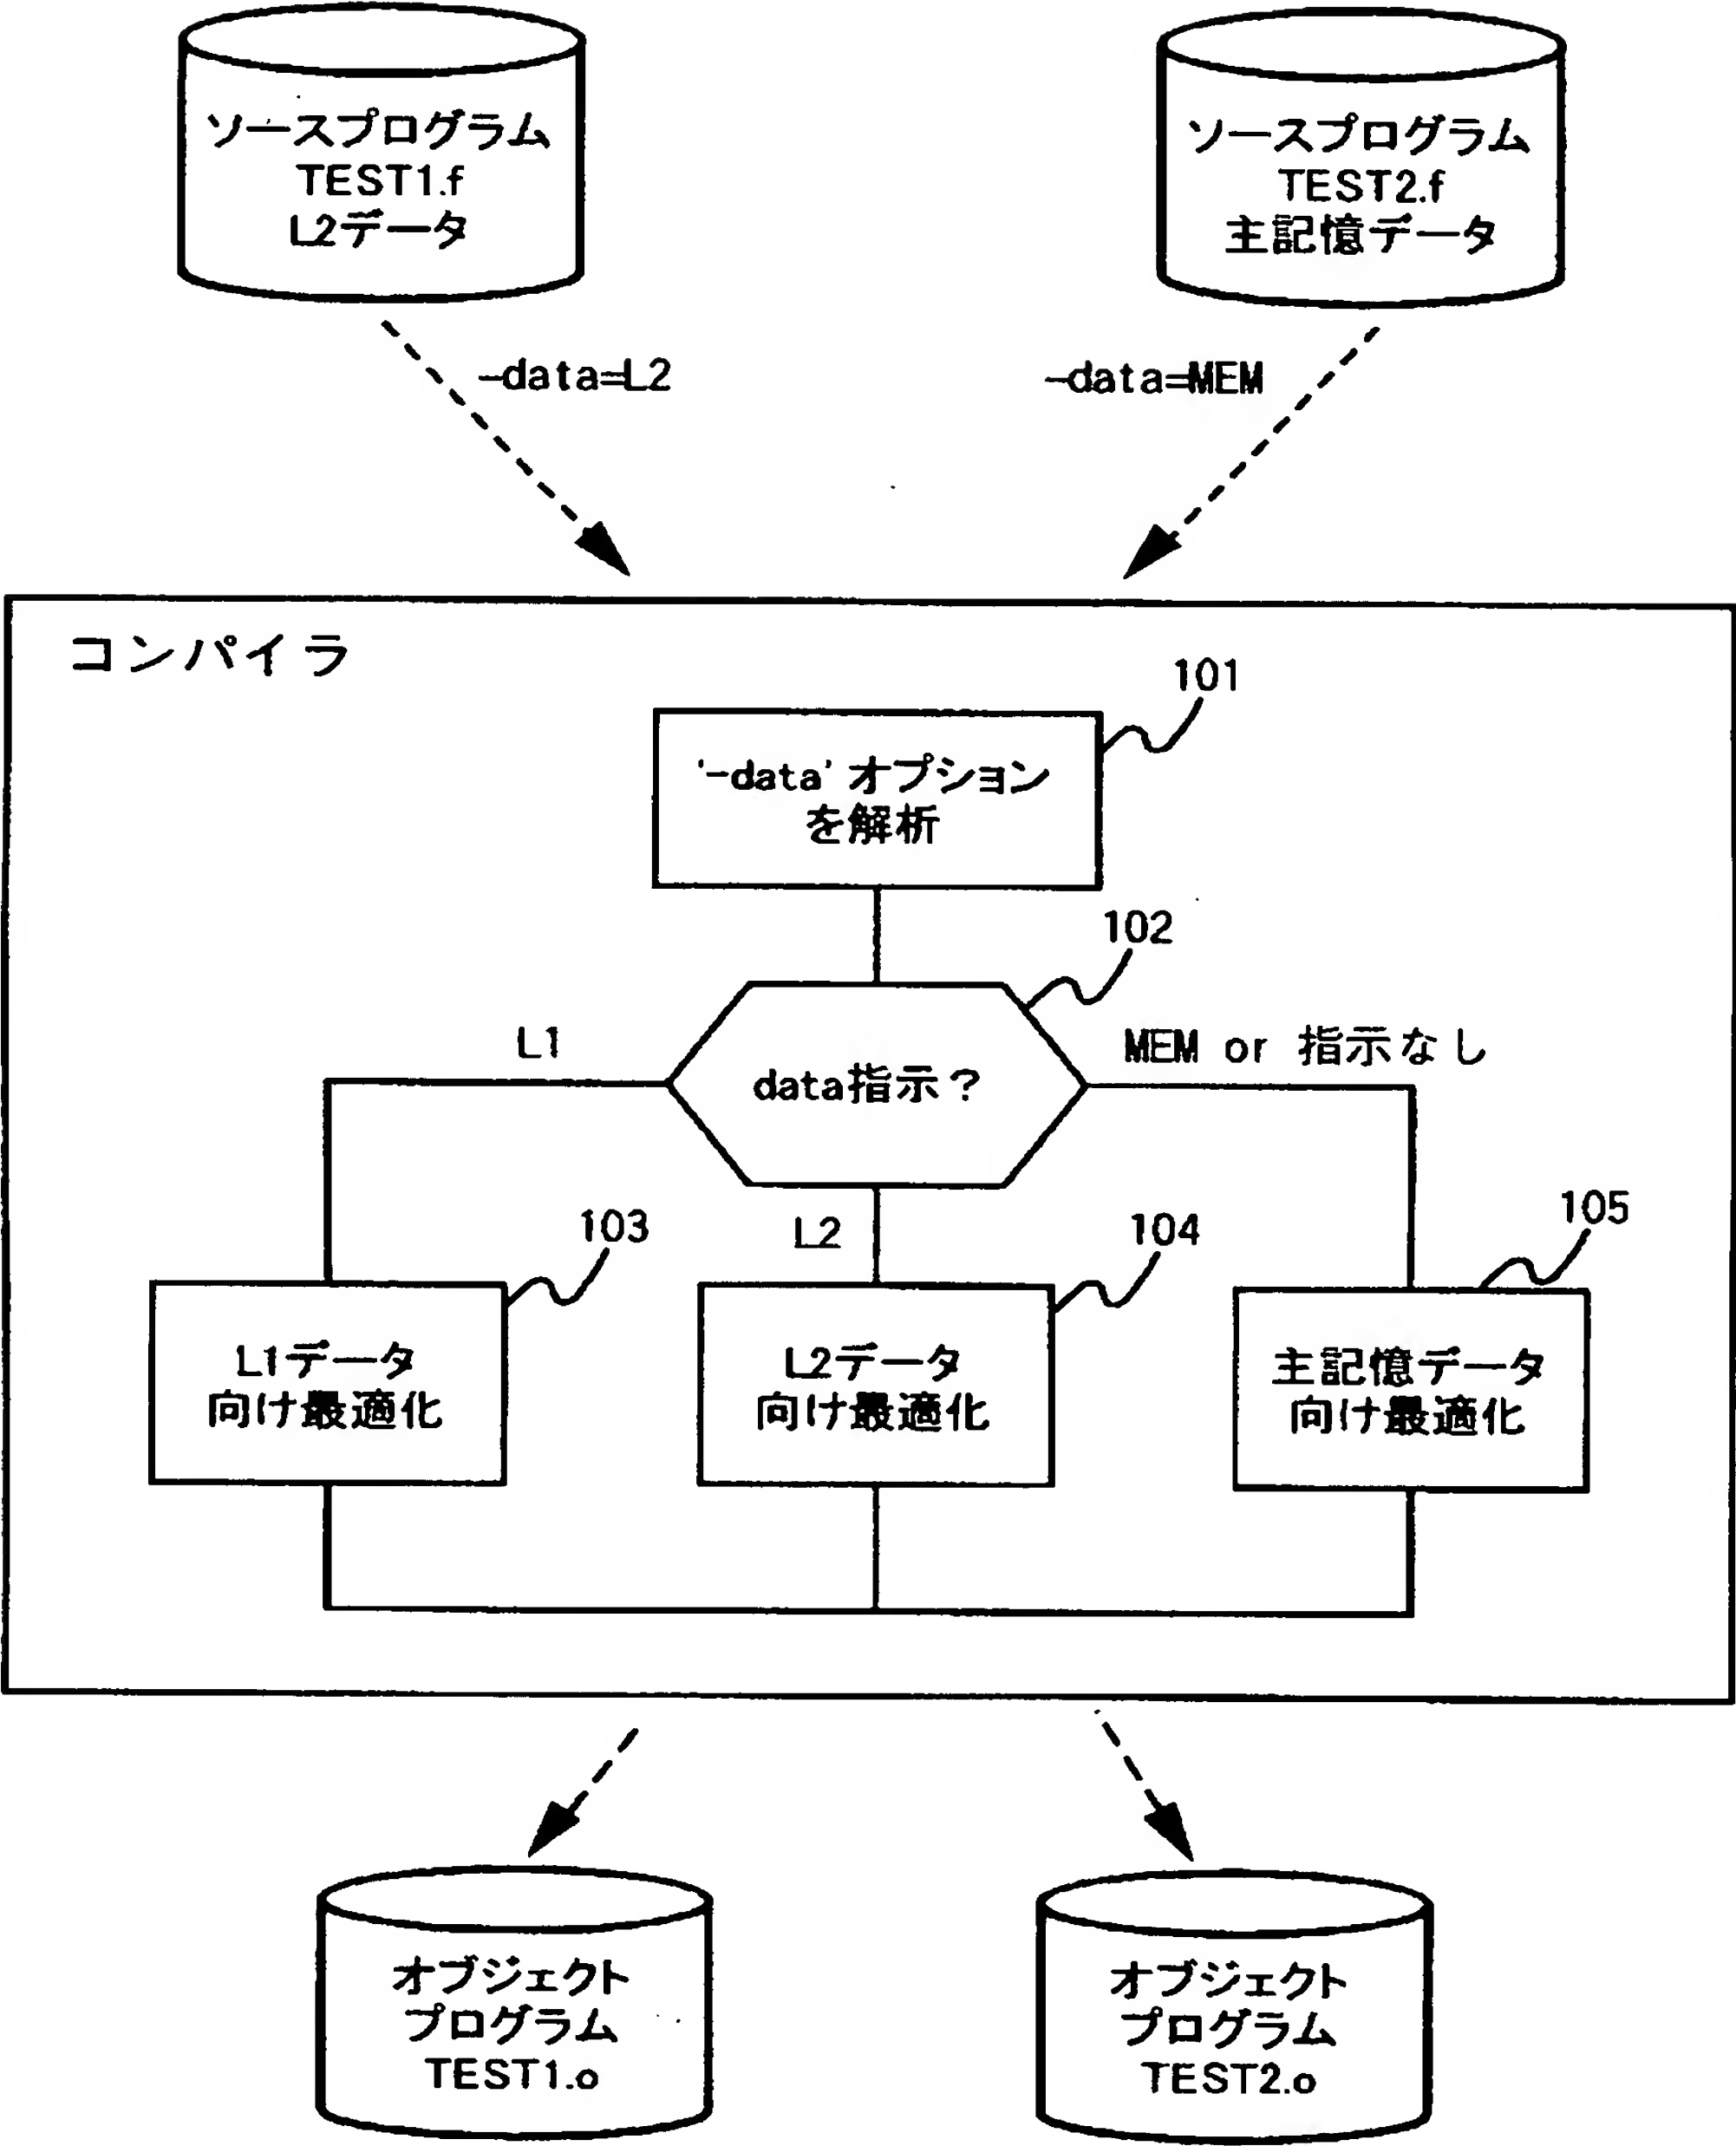 ソースプログラム
TEST1.f
L2データ
ソースプログラム
TEST2.f
主記憶データ
-data=L2
-data=MEM
コンパイラ
101
'-data' オプション
を解析
102
L1
data指示?
MEM or 指示なし
103
L2
104
105
L1データ
向け最適化
L2データ
向け最適化
主記憶データ
向け最適化
オブジェクト
プログラム
TEST1.o
オブジェクト
プログラム
TEST2.o